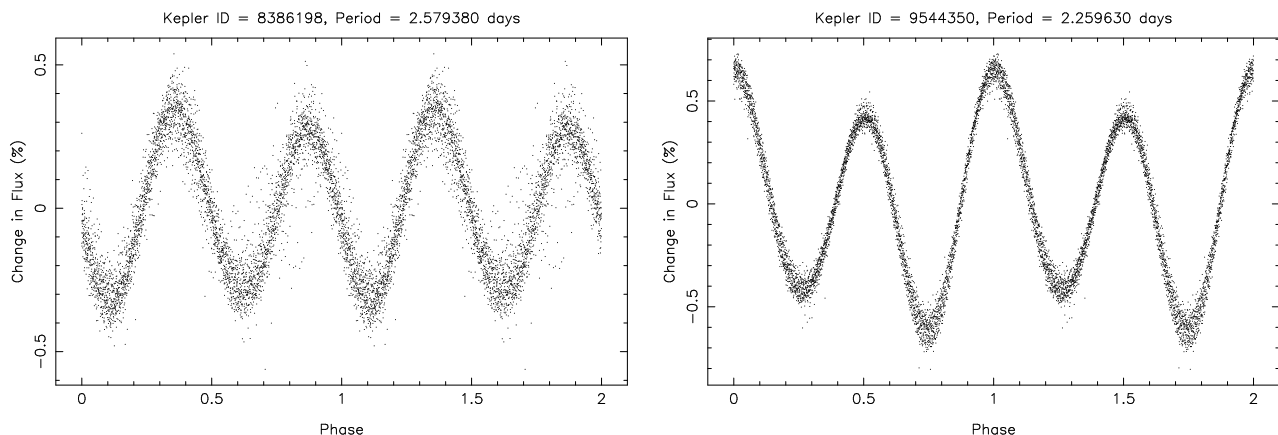 Kepler ID = 8386198, Period = 2.579380 days
0.5
0
−0.5
Change in Flux (%)
0 0.5 1 1.5 2
Phase
Kepler ID = 9544350, Period = 2.259630 days
0.5
0
−0.5
Change in Flux (%)
0 0.5 1 1.5 2
Phase